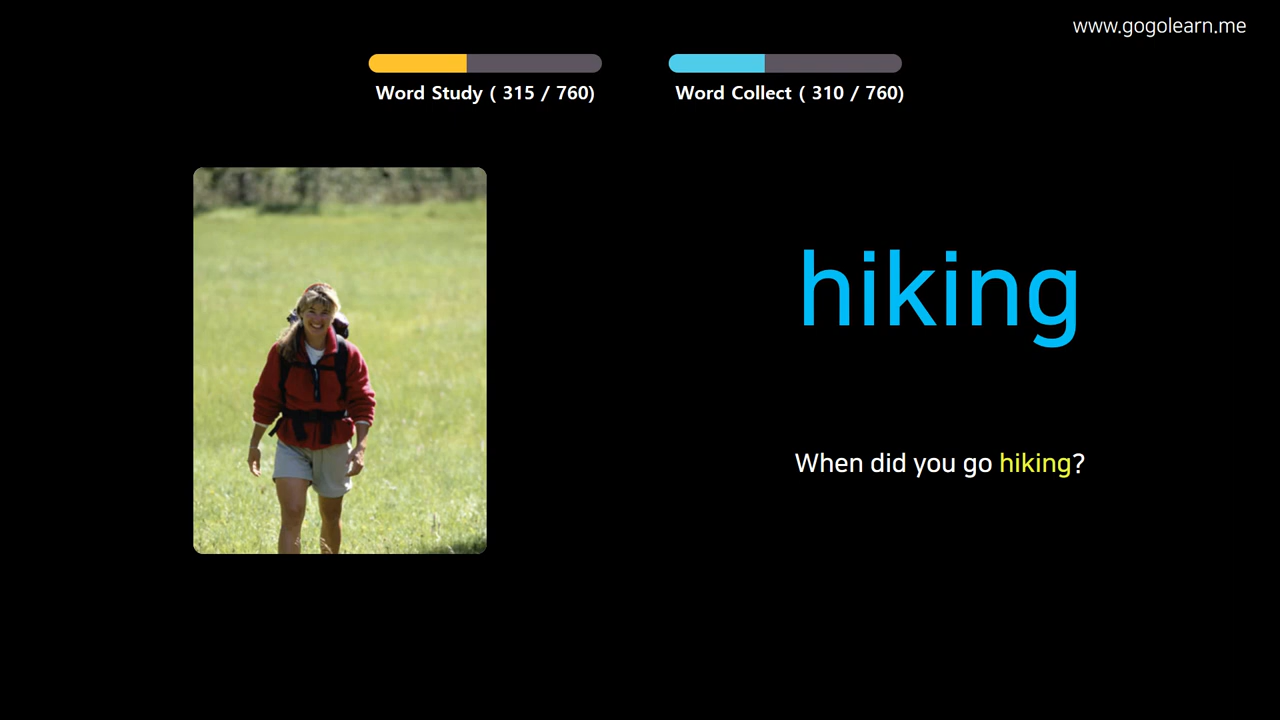 www.gogolearn.me
Word Study ( 315 / 760)
Word Collect ( 310 / 760)
hiking
When did you go hiking?